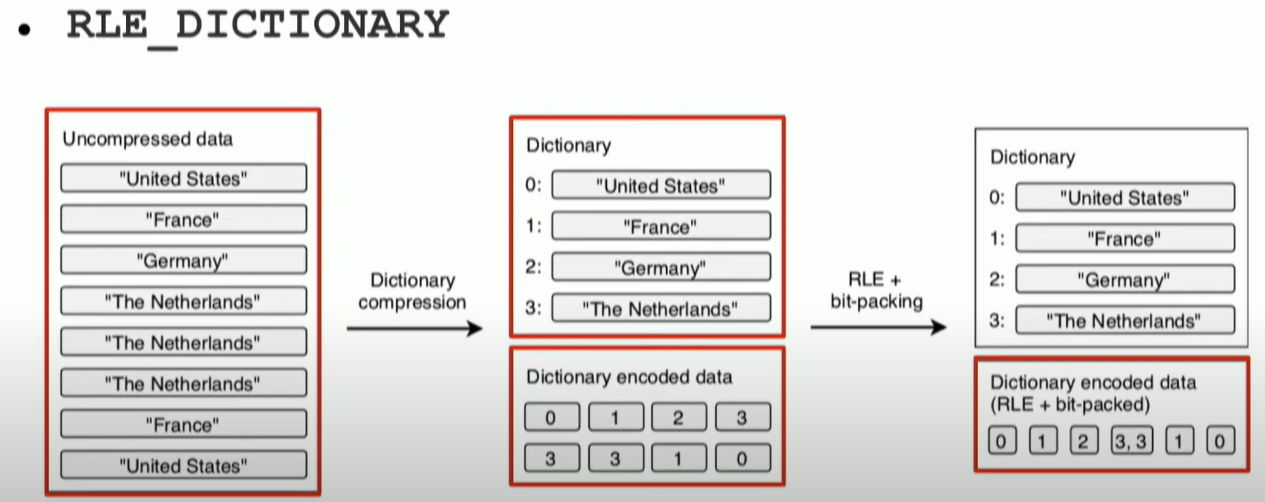 • RLE_DICTIONARY
Uncompressed data
"United States"
"France"
"Germany"
"The Netherlands"
"The Netherlands"
"The Netherlands"
"France"
"United States"
Dictionary
compression
Dictionary
0: "United States"
1: "France"
2: "Germany"
3: "The Netherlands"
Dictionary encoded data
0 1 2 3
3 3 1 0
RLE +
bit-packing
Dictionary
0: "United States"
1: "France"
2: "Germany"
3: "The Netherlands"
Dictionary encoded data
(RLE + bit-packed)
0 1 2 3, 3 1 0